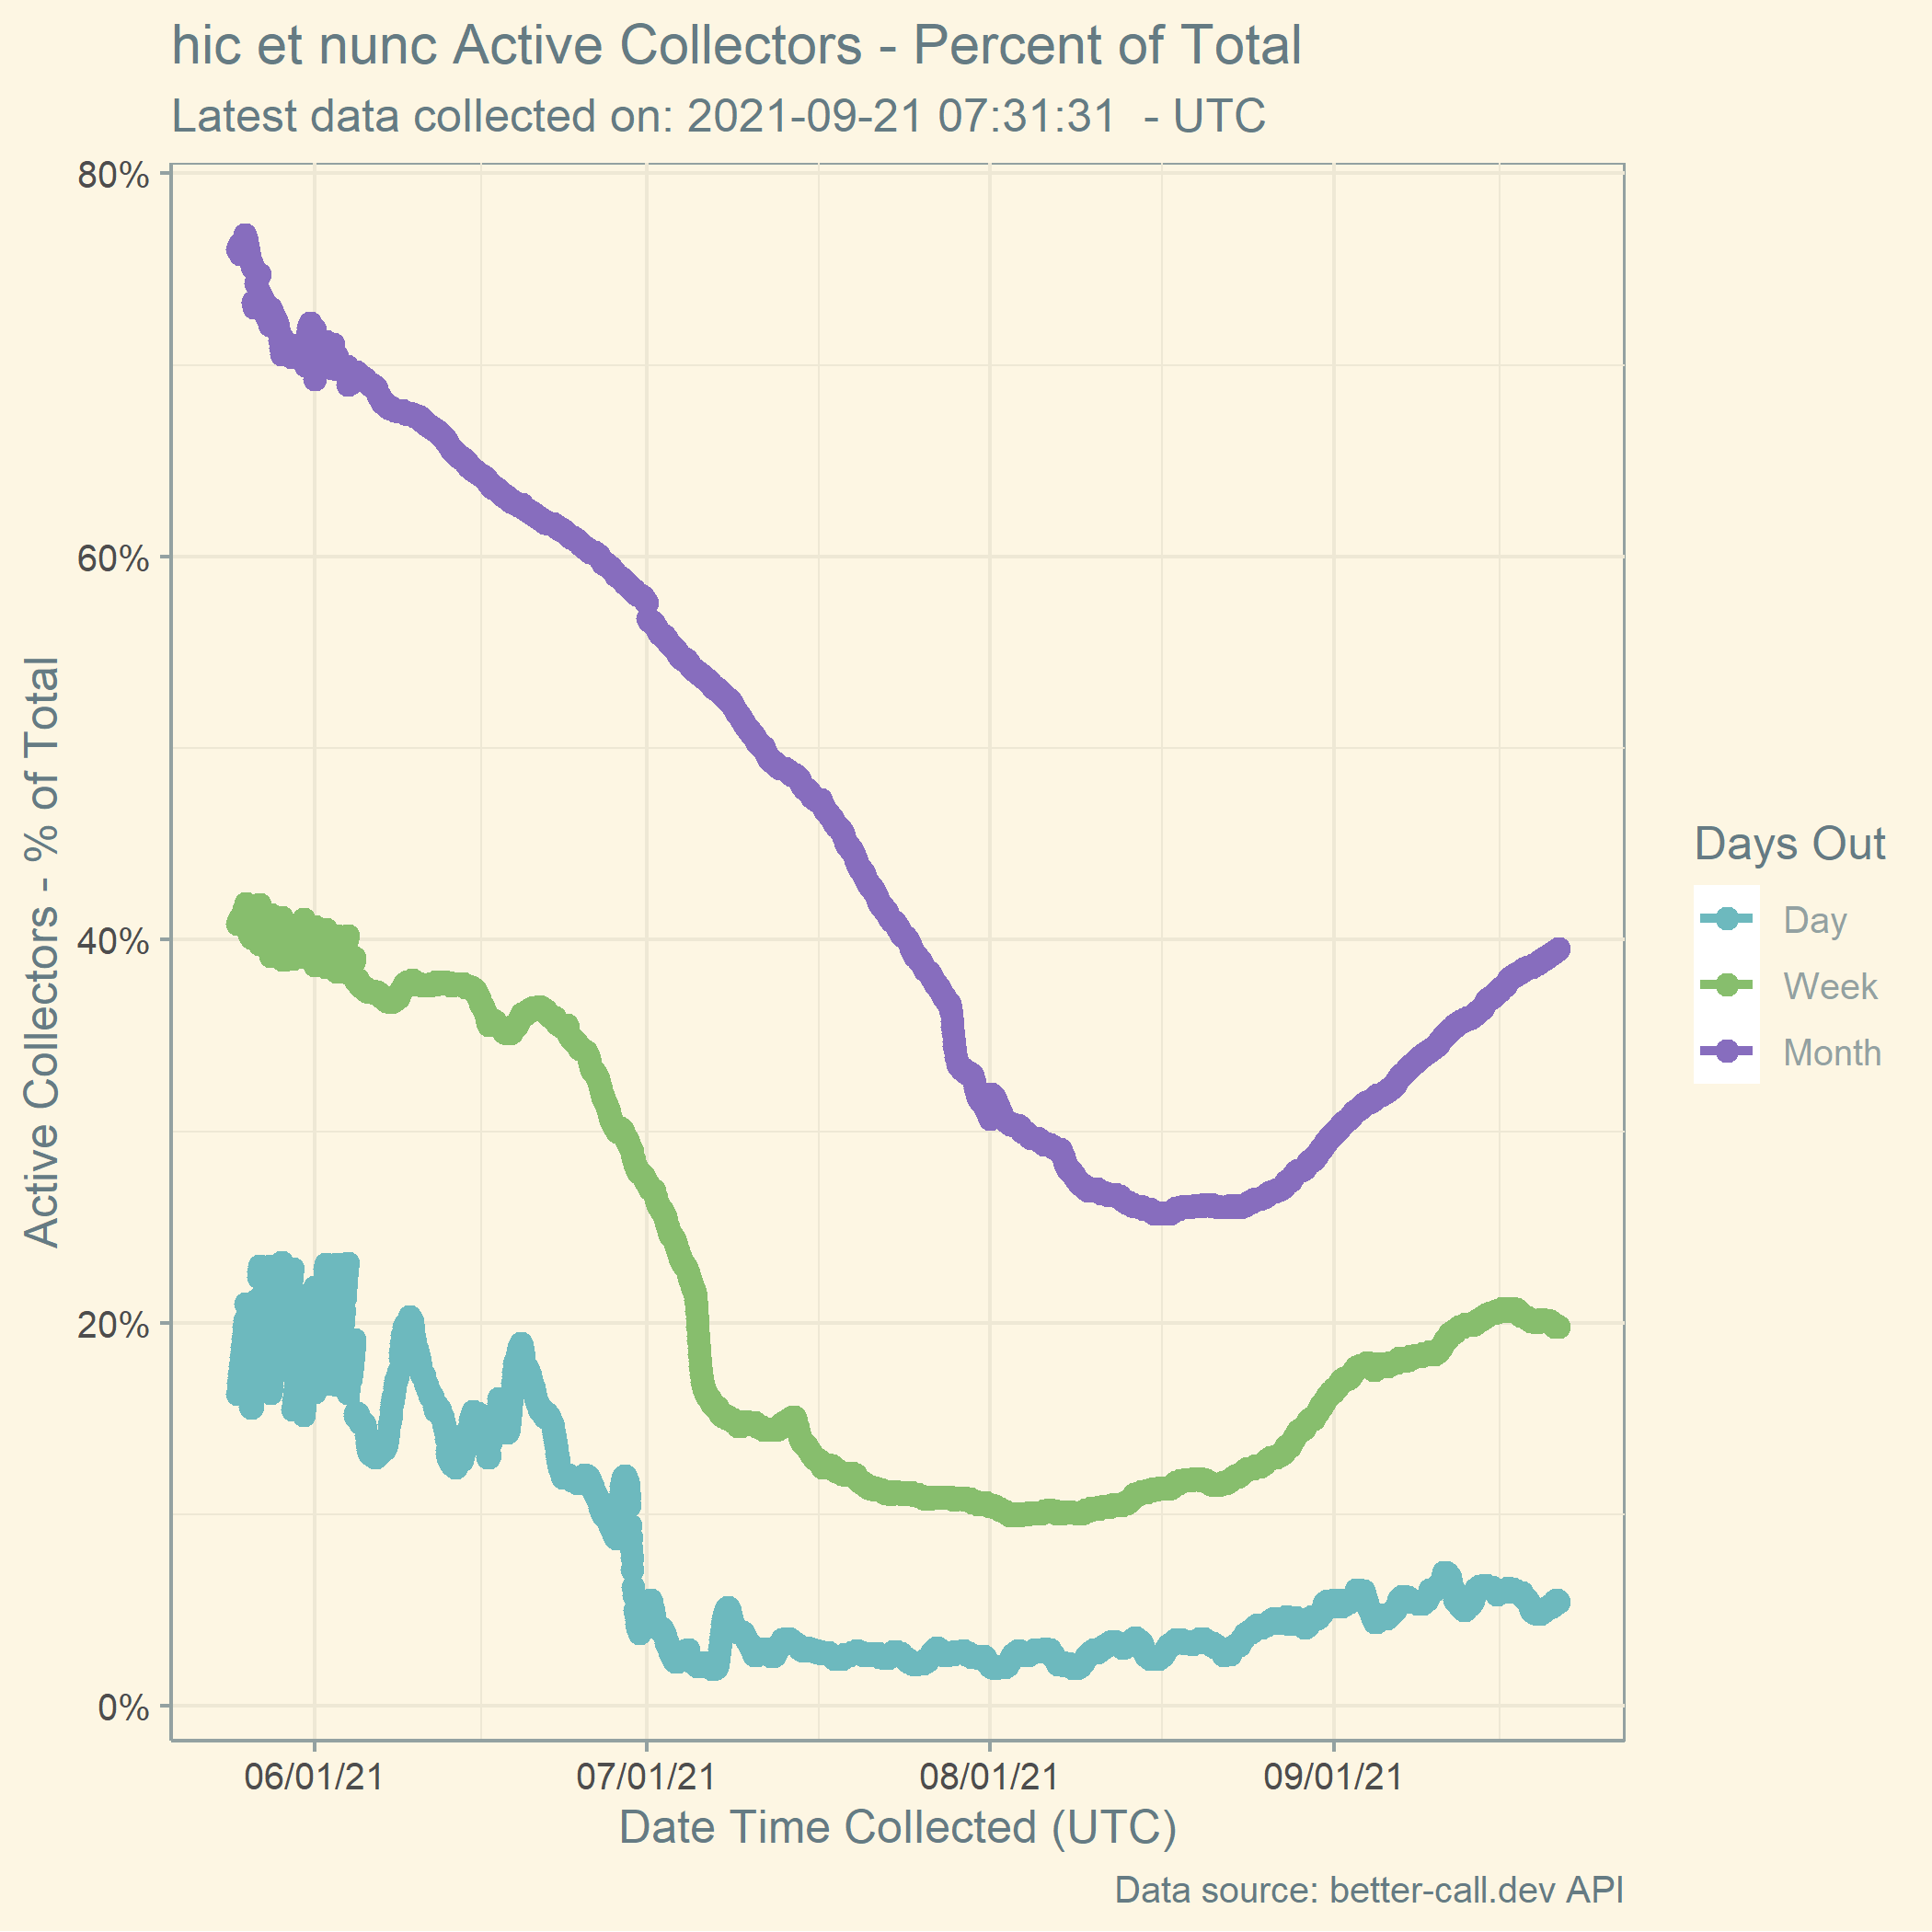 hic et nunc Active Collectors - Percent of Total
Latest data collected on: 2021-09-21 07:31:31  - UTC
Active Collectors - % of Total
80%
60%
40%
20%
0%
06/01/21
07/01/21
08/01/21
09/01/21
Date Time Collected (UTC)
Days Out
Day
Week
Month
Data source: better-call.dev API